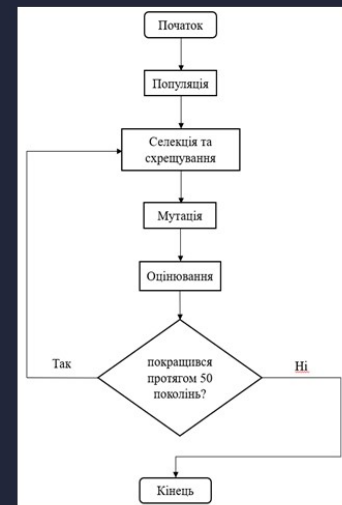 Початок
Популяція
Селекція та
схрещування
Мутація
Оцінювання
покращився
протягом 50
поколінь?
Так
Ні
Кінець